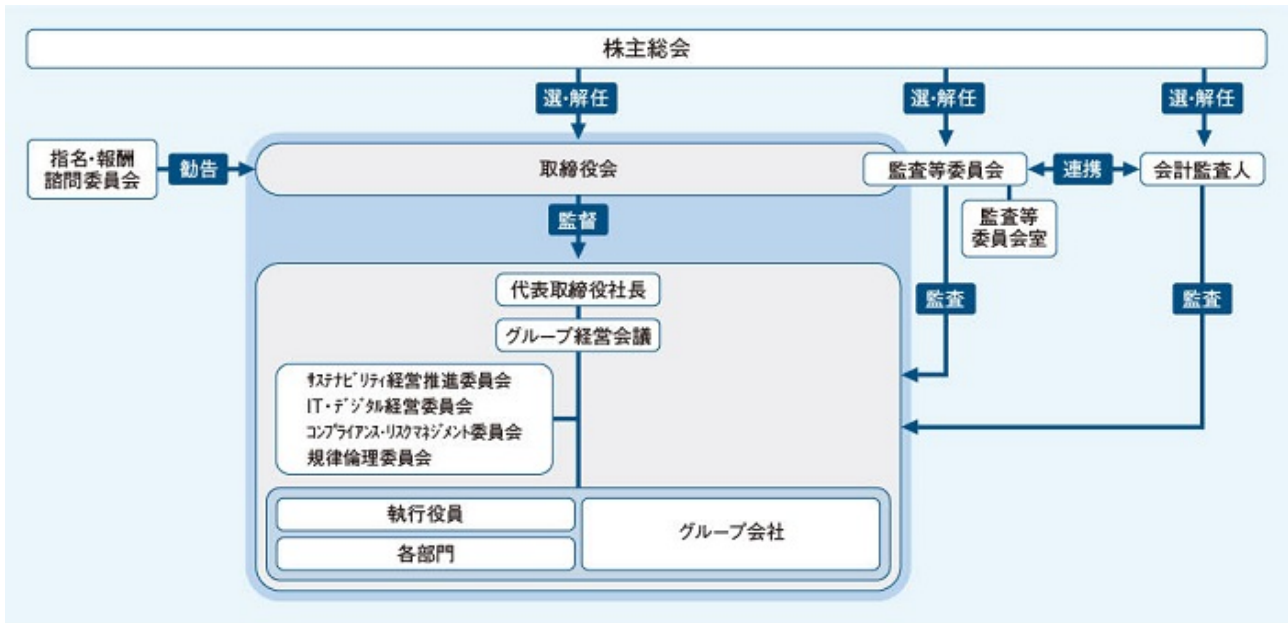 株主総会
選・解任
選・解任
選・解任
指名・報酬
諮問委員会
勧告
取締役会
監査等委員会
連携
会計監査人
監査等
委員会室
監督
代表取締役社長
監査
監査
グループ経営会議
ｻｽﾃﾅﾋﾞﾘﾃｨ経営推進委員会
IT・ﾃﾞｼﾞﾀﾙ経営委員会
ｺﾝﾌﾟﾗｲｱﾝｽ・ﾘｽｸﾏﾈｼﾞﾒﾝﾄ委員会
規律倫理委員会
執行役員
各部門
グループ会社